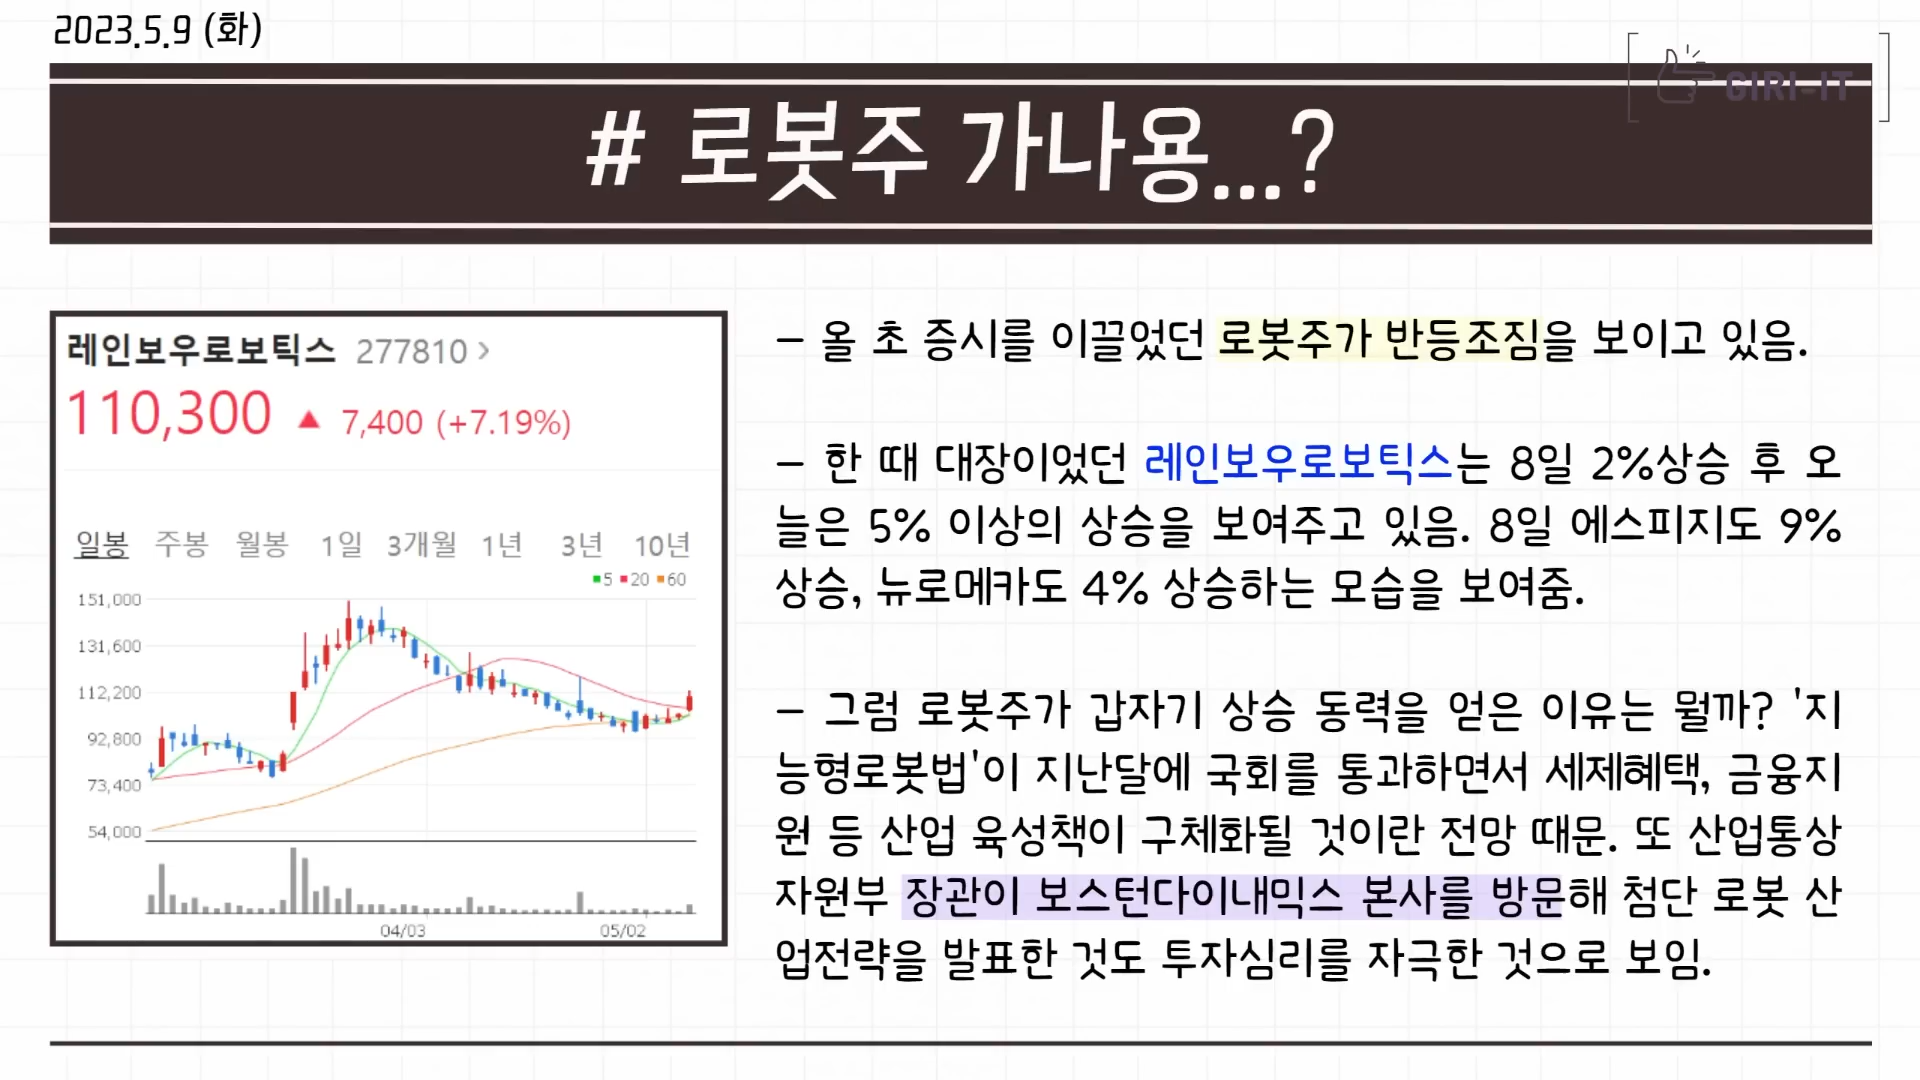 2023.5.9 (화)
GIRI-IT
# 로봇주 가나용...?
레인보우로보틱스 277810 >
110,300 ▲ 7,400 (+7.19%)
일봉 주봉 월봉 1일 3개월 1년 3년 10년
5 20 60
151,000
131,600
112,200
92,800
73,400
54,000
04/03 05/02
– 올 초 증시를 이끌었던 로봇주가 반등조짐을 보이고 있음.
– 한 때 대장이었던 레인보우로보틱스는 8일 2%상승 후 오
늘은 5% 이상의 상승을 보여주고 있음. 8일 에스피지도 9%
상승, 뉴로메카도 4% 상승하는 모습을 보여줌.
– 그럼 로봇주가 갑자기 상승 동력을 얻은 이유는 뭘까? '지
능형로봇법'이 지난달에 국회를 통과하면서 세제혜택, 금융지
원 등 산업 육성책이 구체화될 것이란 전망 때문. 또 산업통상
자원부 장관이 보스턴다이내믹스 본사를 방문해 첨단 로봇 산
업전략을 발표한 것도 투자심리를 자극한 것으로 보임.